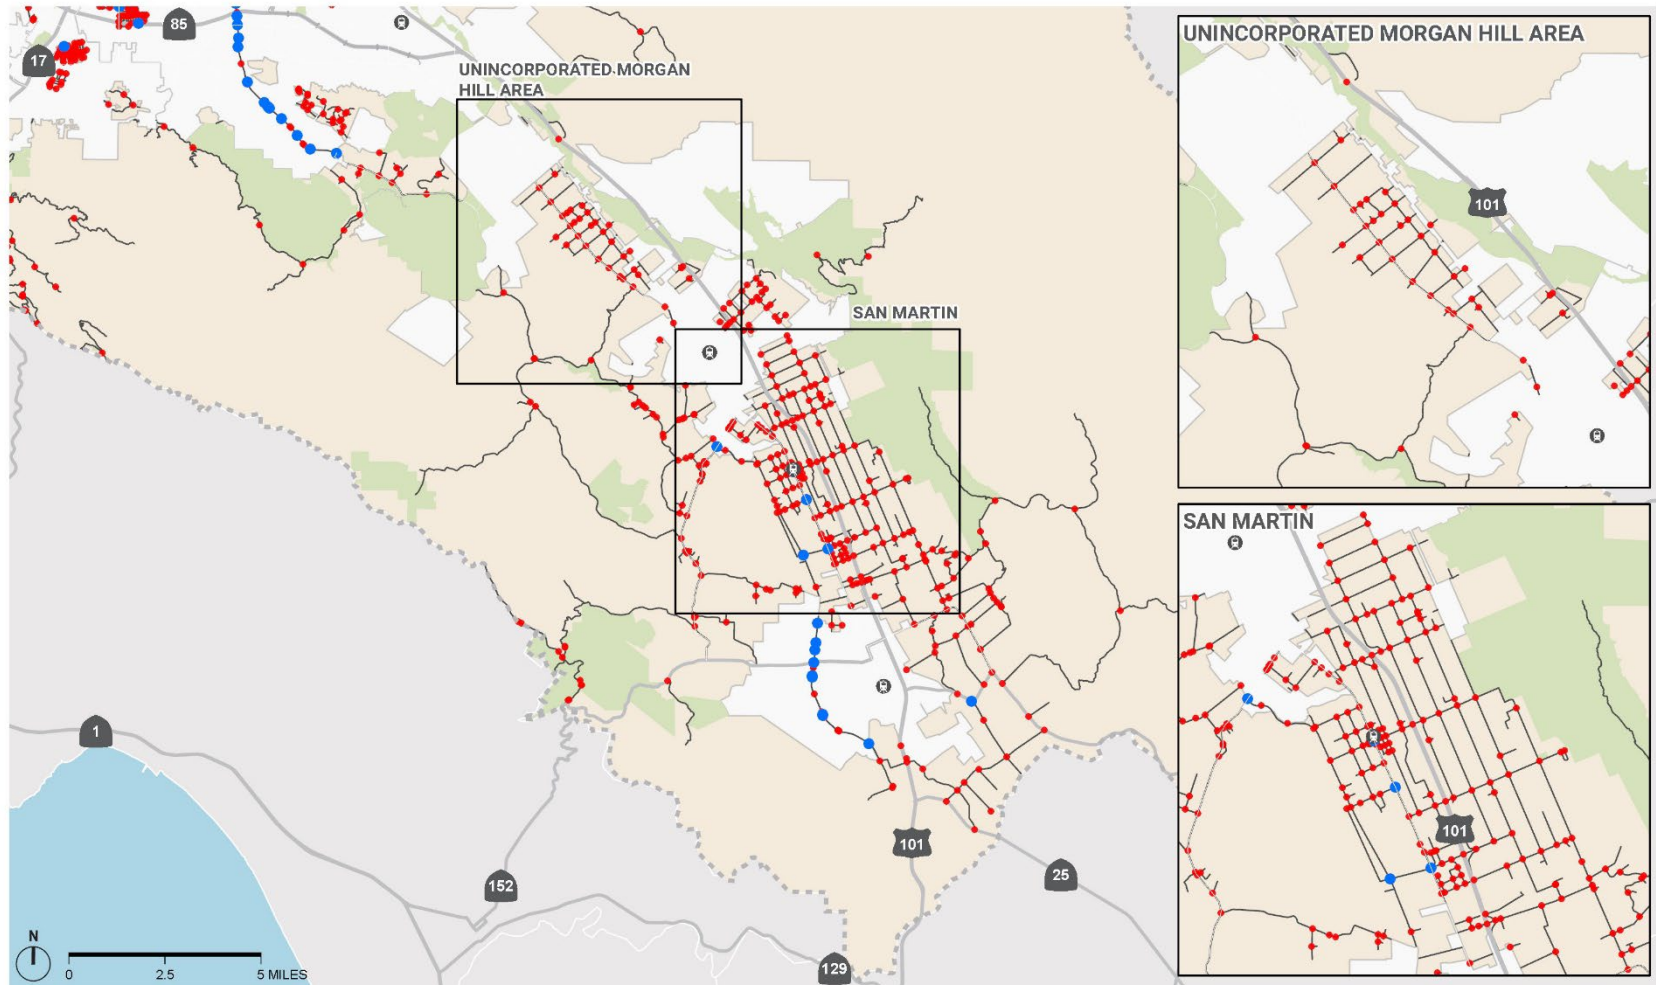 85
17
UNINCORPORATED MORGAN
HILL AREA
SAN MARTIN
1
152
101
25
129
N
0 2.5 5 MILES
UNINCORPORATED MORGAN HILL AREA
101
SAN MARTIN
101